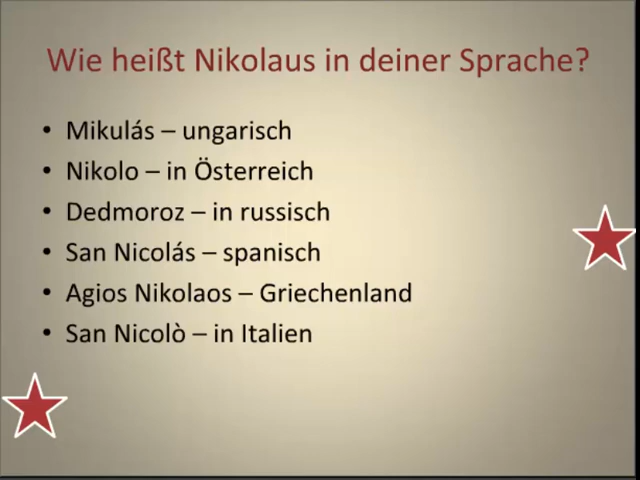 Wie heißt Nikolaus in deiner Sprache?
• Mikulás – ungarisch
• Nikolo – in Österreich
• Dedmoroz – in russisch
• San Nicolás – spanisch
• Agios Nikolaos – Griechenland
• San Nicolò – in Italien